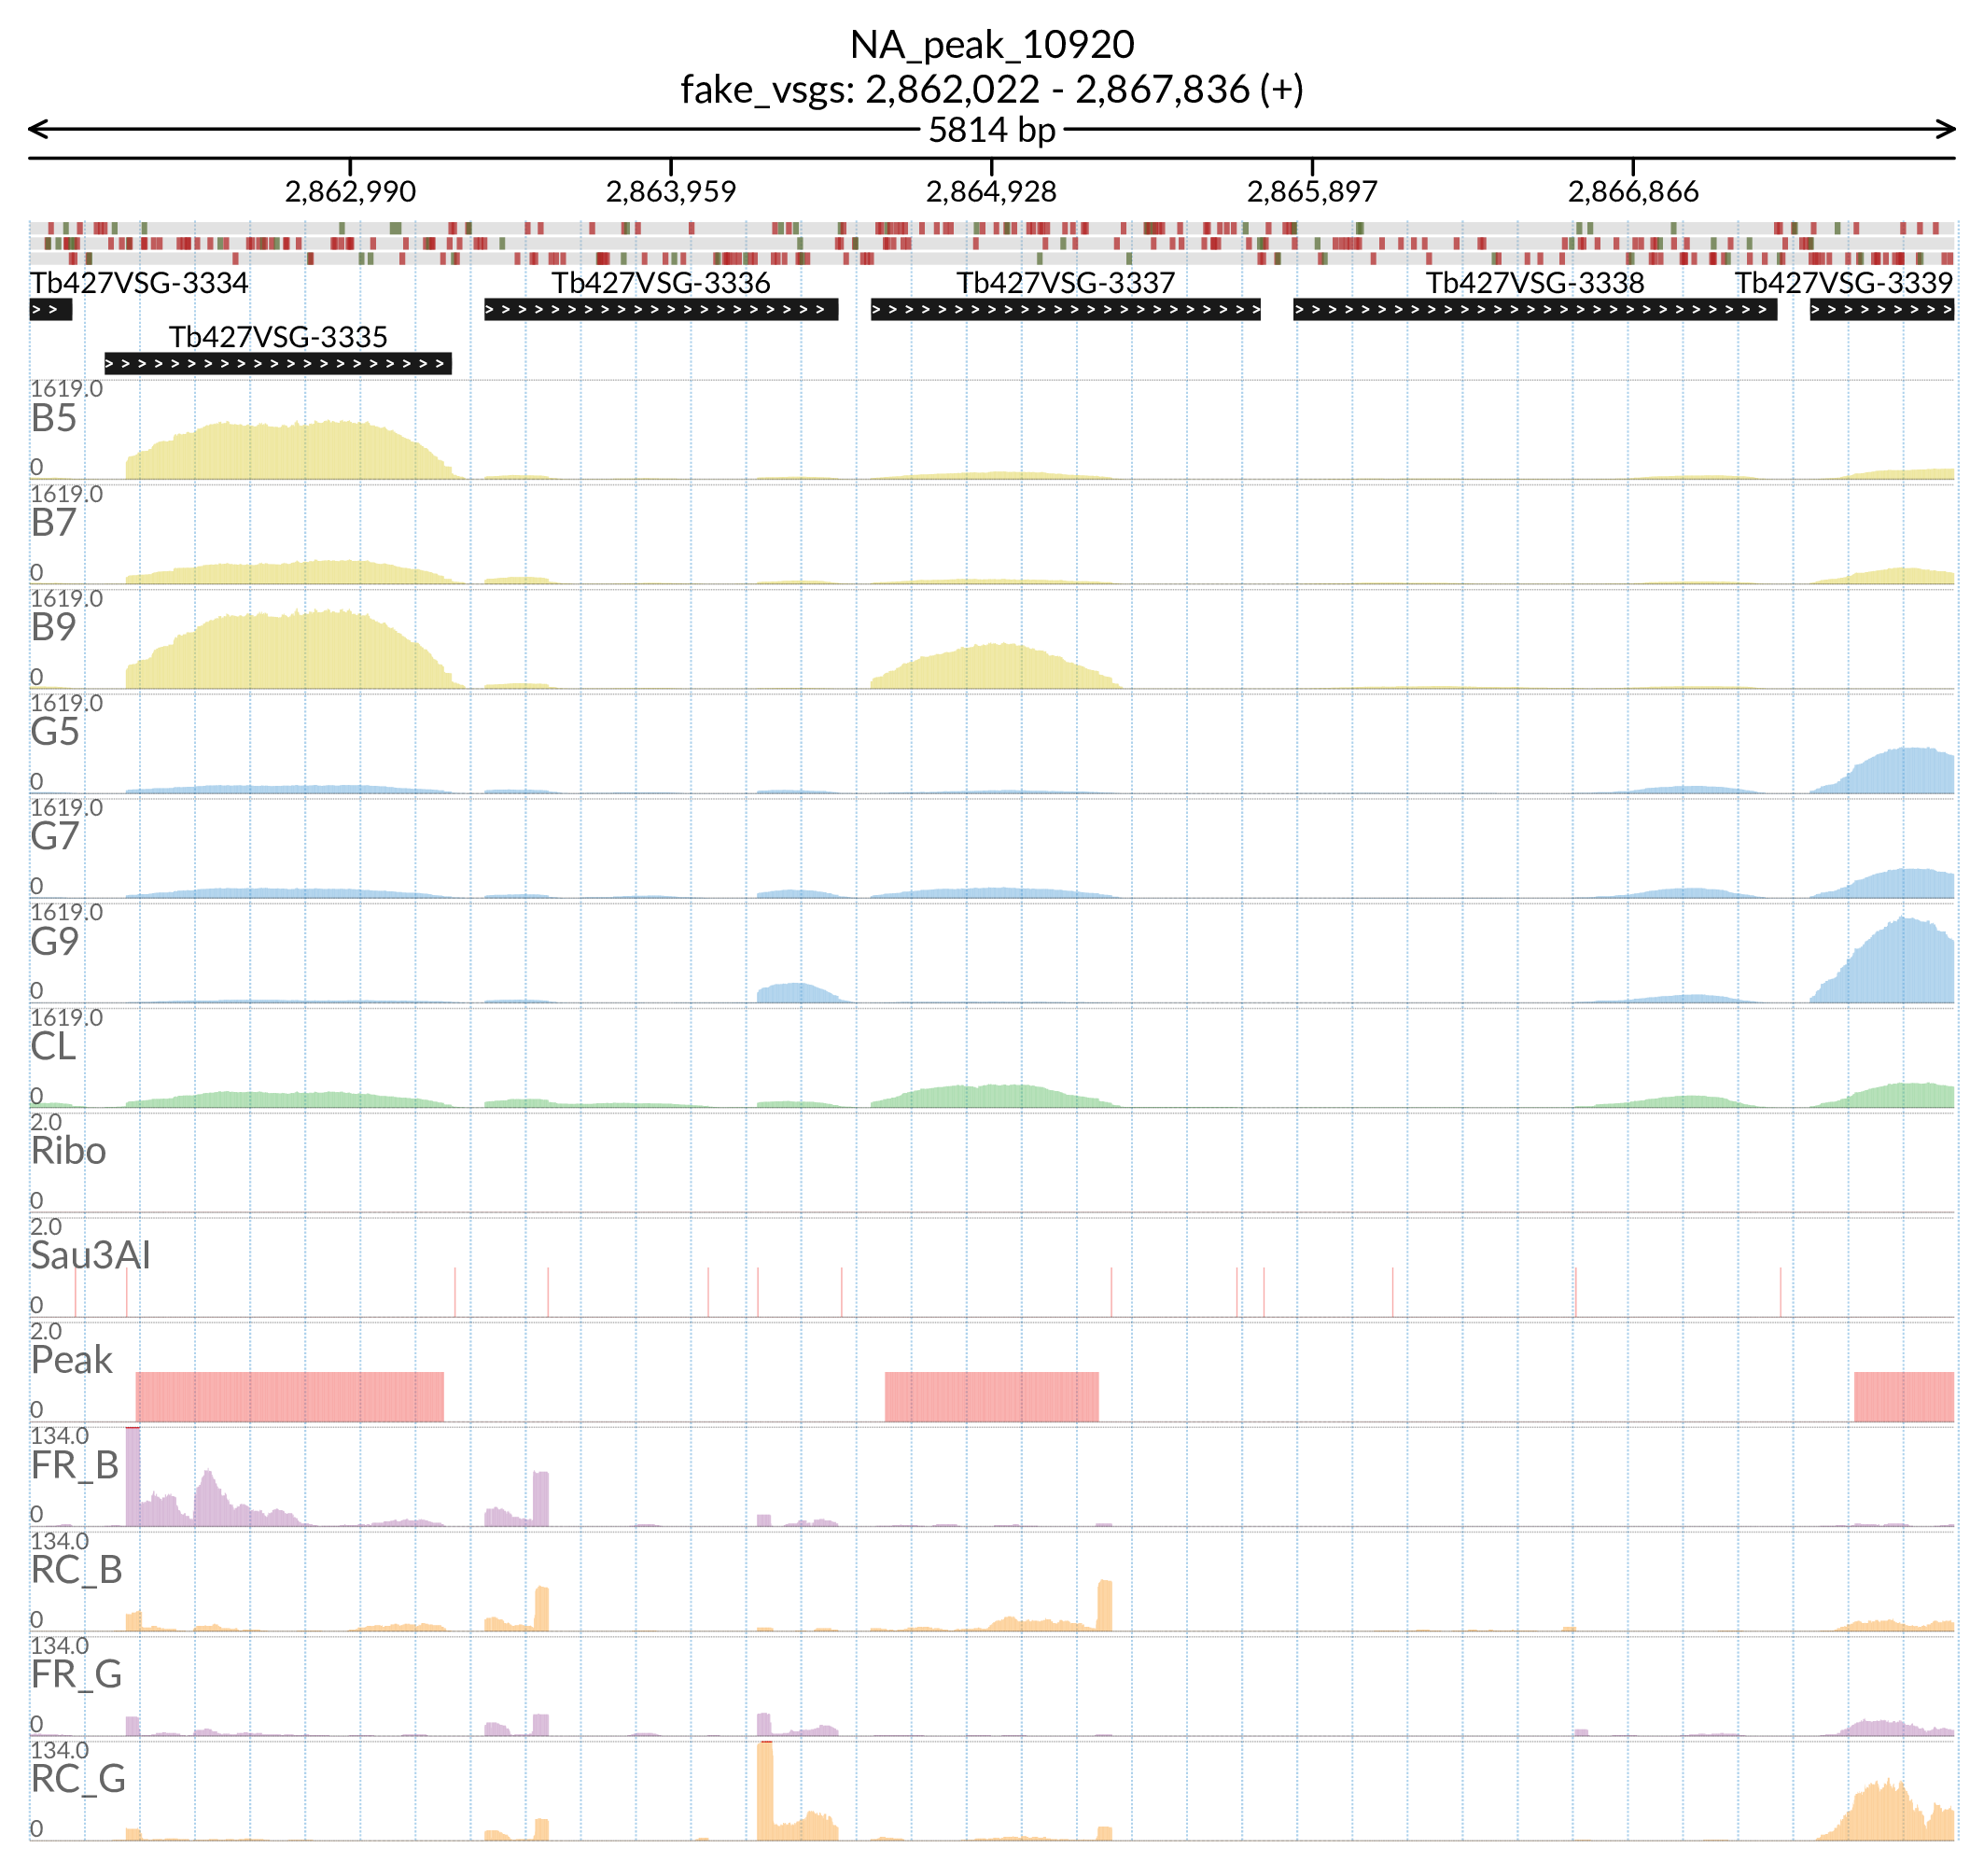 NA_peak_10920
fake_vsgs: 2,862,022 - 2,867,836 (+)
5814 bp
2,862,990 2,863,959 2,864,928 2,865,897 2,866,866
Tb427VSG-3334 Tb427VSG-3336 Tb427VSG-3337 Tb427VSG-3338 Tb427VSG-3339
Tb427VSG-3335
1619.0
B5
0
1619.0
B7
0
1619.0
B9
0
1619.0
G5
0
1619.0
G7
0
1619.0
G9
0
1619.0
CL
0
2.0
Ribo
0
2.0
Sau3AI
0
2.0
Peak
0
134.0
FR_B
0
134.0
RC_B
0
134.0
FR_G
0
134.0
RC_G
0